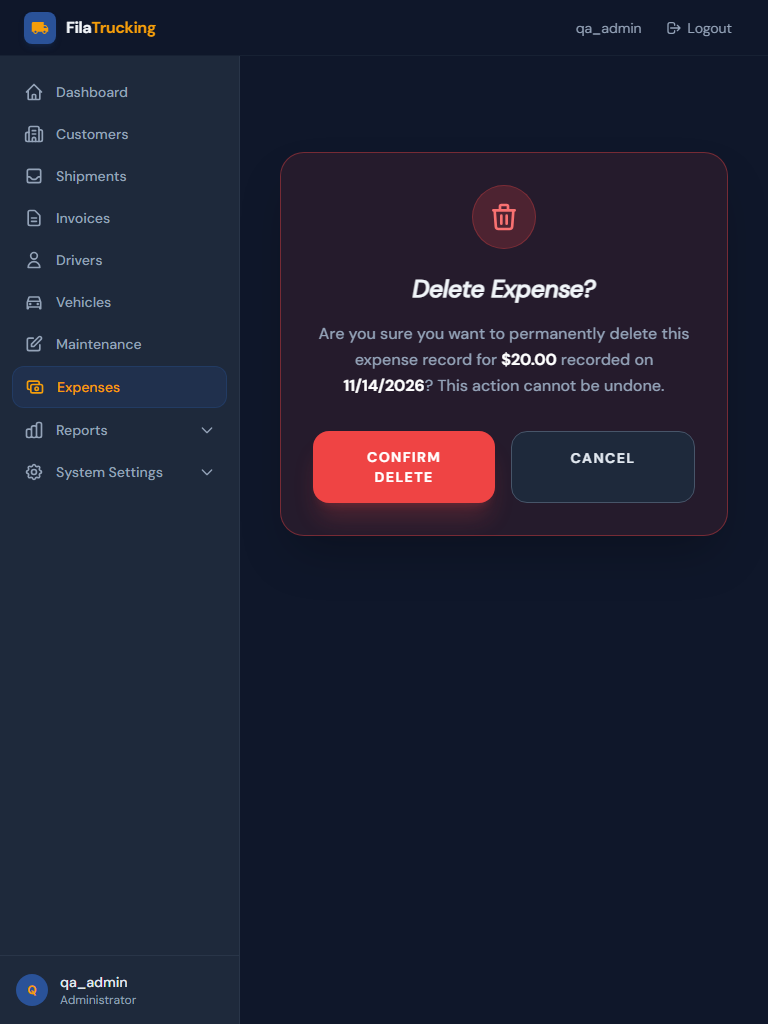 FilaTrucking
qa_admin
Logout
Dashboard
Customers
Shipments
Invoices
Drivers
Vehicles
Maintenance
Expenses
Reports
System Settings
Delete Expense?
Are you sure you want to permanently delete this
expense record for $20.00 recorded on
11/14/2026? This action cannot be undone.
CONFIRM
DELETE
CANCEL
Q
qa_admin
Administrator